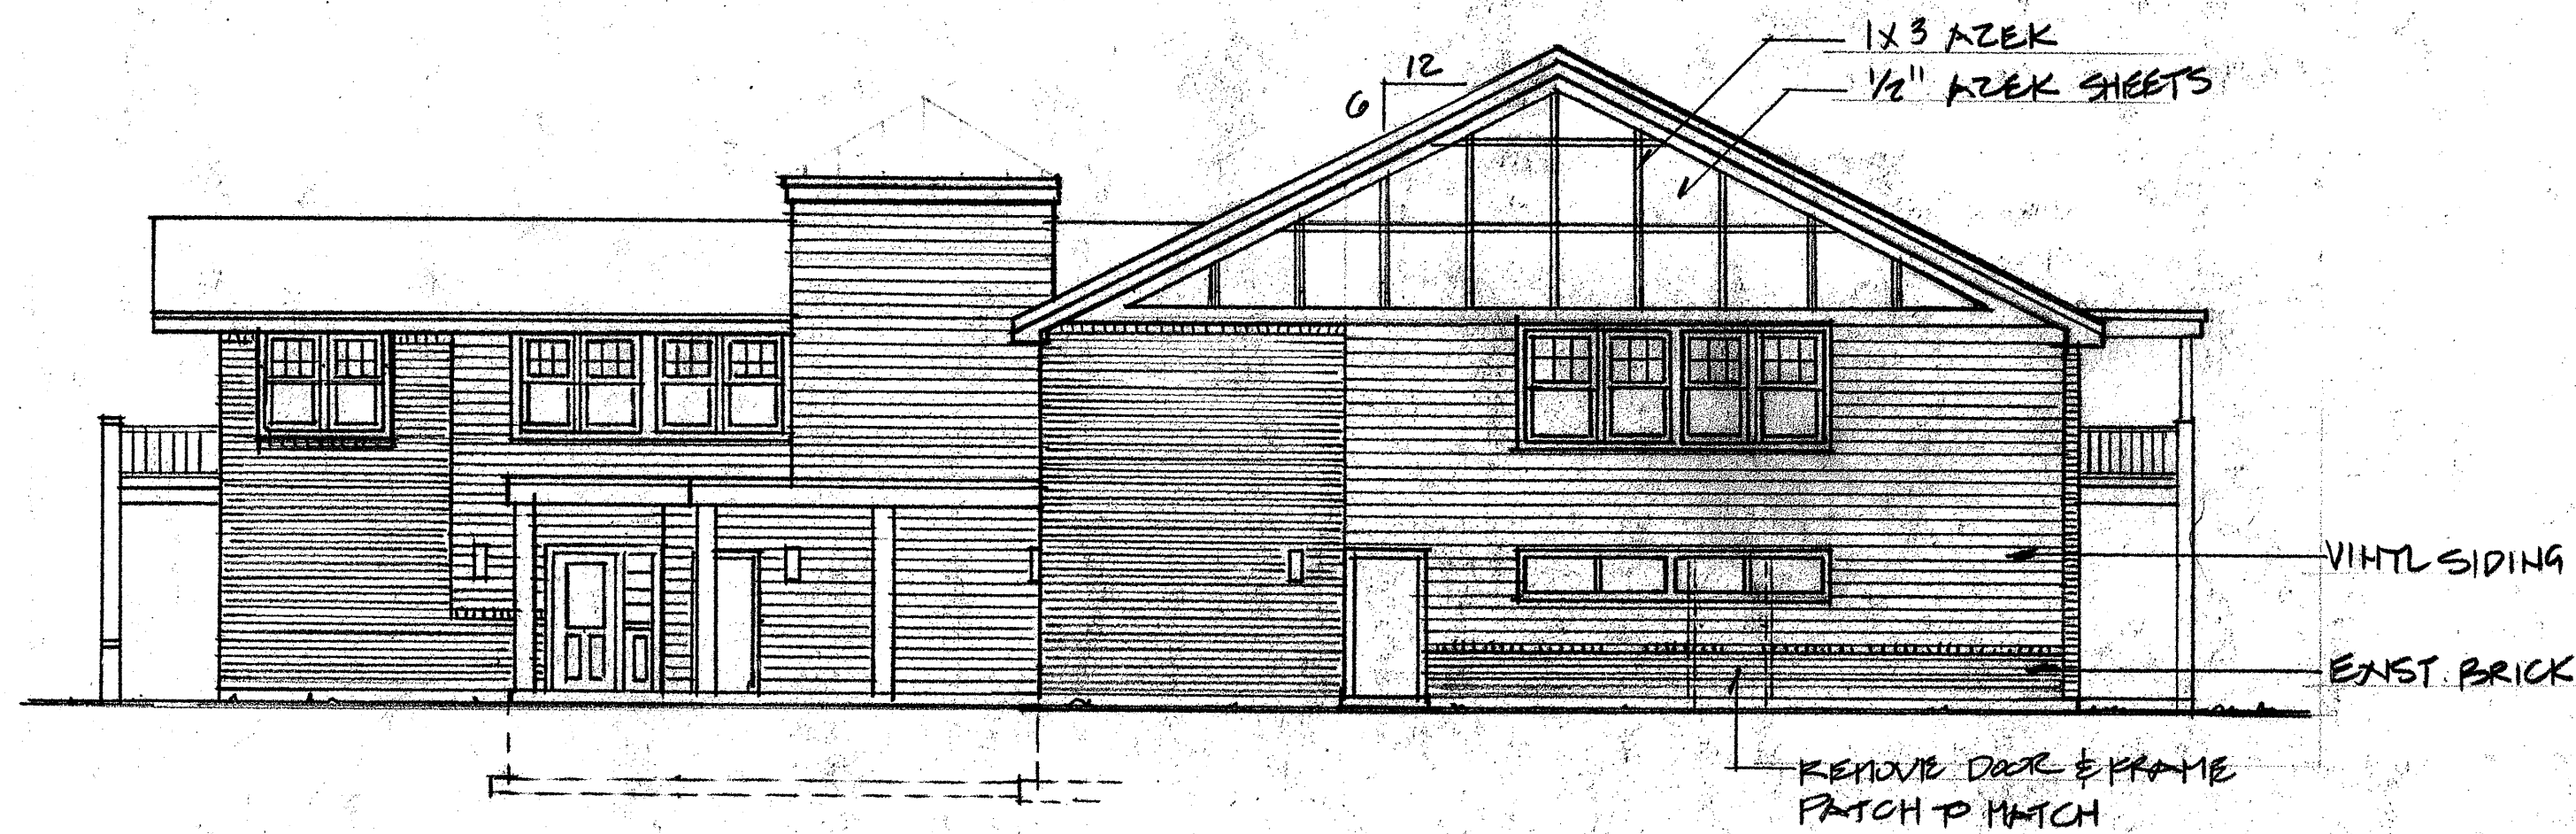 1X3 AZEK
1/2" AZEK SHEETS
12
6
VINYL SIDING
EXIST. BRICK
REMOVE DOOR & FRAME
PATCH TO MATCH